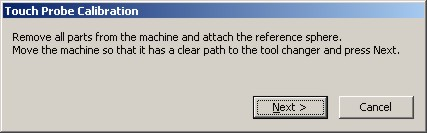 Touch Probe Calibration
Remove all parts from the machine and attach the reference sphere.
Move the machine so that it has a clear path to the tool changer and press Next.
Next >
Cancel